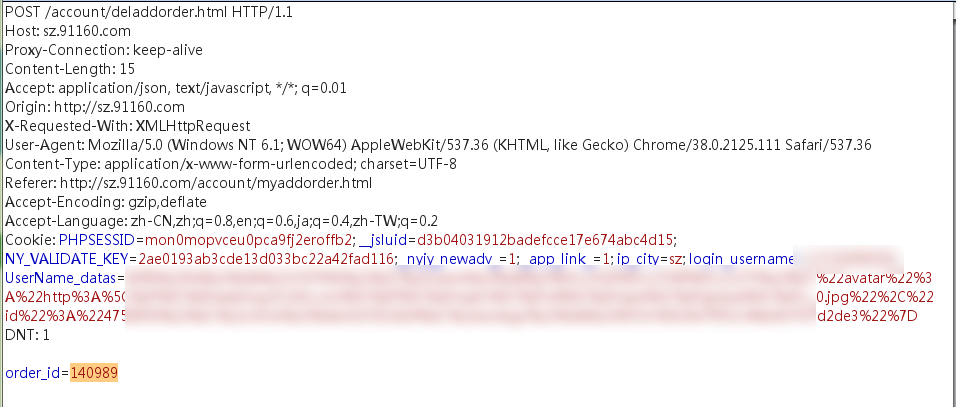 POST /account/deladdorder.html HTTP/1.1
Host: sz.91160.com
Proxy-Connection: keep-alive
Content-Length: 15
Accept: application/json, text/javascript, */*; q=0.01
Origin: http://sz.91160.com
X-Requested-With: XMLHttpRequest
User-Agent: Mozilla/5.0 (Windows NT 6.1; WOW64) AppleWebKit/537.36 (KHTML, like Gecko) Chrome/38.0.2125.111 Safari/537.36
Content-Type: application/x-www-form-urlencoded; charset=UTF-8
Referer: http://sz.91160.com/account/myaddorder.html
Accept-Encoding: gzip,deflate
Accept-Language: zh-CN,zh;q=0.8,en;q=0.6,ja;q=0.4,zh-TW;q=0.2
Cookie: PHPSESSID=mon0mopvceu0pca9fj2eroffb2; __jsluid=d3b04031912badefcce17e674abc4d15;
NY_VALIDATE_KEY=2ae0193ab3cde13d033bc22a42fad116; _nyjy_newadv_=1; _app_link_=1; ip_city=sz; login_username
UserName_datas= %22avatar%22%3
A%22http%3A%5C 0.jpg%22%2C%22
id%22%3A%22475 d2de3%22%7D
DNT: 1
order_id=140989